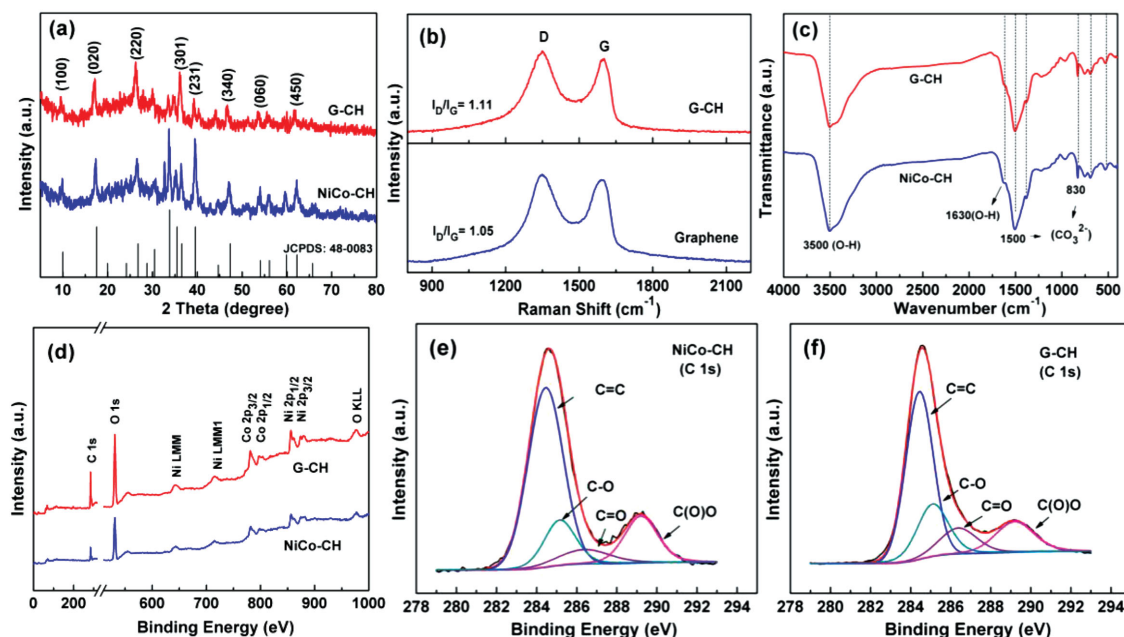 (a)
(100)
(020)
(220)
(301)
(231)
(340)
(060)
(450)
G-CH
NiCo-CH
JCPDS: 48-0083
Intensity (a.u.)
10 20 30 40 50 60 70 80
2 Theta (degree)
(b)
D
G
I_D/I_G= 1.11
G-CH
I_D/I_G= 1.05
Graphene
Intensity (a.u.)
900 1200 1500 1800 2100
Raman Shift (cm⁻¹)
(c)
G-CH
NiCo-CH
830
1630(O-H)
3500 (O-H)
1500
(CO₃²⁻)
Transmittance (a.u.)
4000 3500 3000 2500 2000 1500 1000 500
Wavenumber (cm⁻¹)
(d)
C 1s
O 1s
Ni LMM
Ni LMM1
Co 2p3/2
Co 2p1/2
Ni 2p1/2
Ni 2p3/2
O KLL
G-CH
NiCo-CH
Intensity (a.u.)
0 200 600 700 800 900 1000
Binding Energy (eV)
(e)
NiCo-CH
(C 1s)
C=C
C-O
C=O
C(O)O
Intensity (a.u.)
278 280 282 284 286 288 290 292 294
Binding Energy (eV)
(f)
G-CH
(C 1s)
C=C
C-O
C=O
C(O)O
Intensity (a.u.)
278 280 282 284 286 288 290 292 294
Binding Energy (eV)